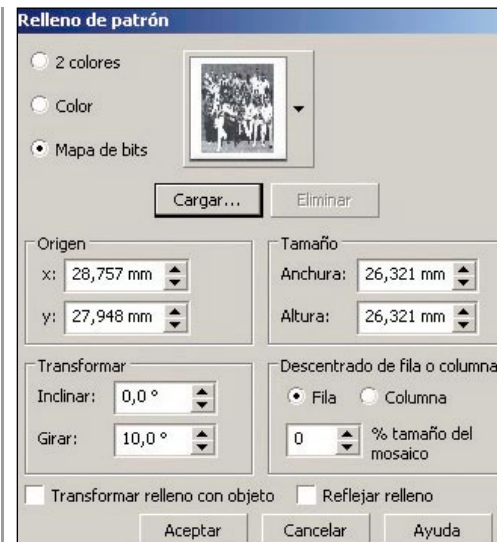 Relleno de patrón
2 colores
Color
Mapa de bits
Cargar... Eliminar
Origen
x: 28,757 mm
y: 27,948 mm
Tamaño
Anchura: 26,321 mm
Altura: 26,321 mm
Transformar
Inclinar: 0,0 °
Girar: 10,0 °
Descentrado de fila o columna
Fila Columna
0 % tamaño del
mosaico
Transformar relleno con objeto Reflejar relleno
Aceptar Cancelar Ayuda